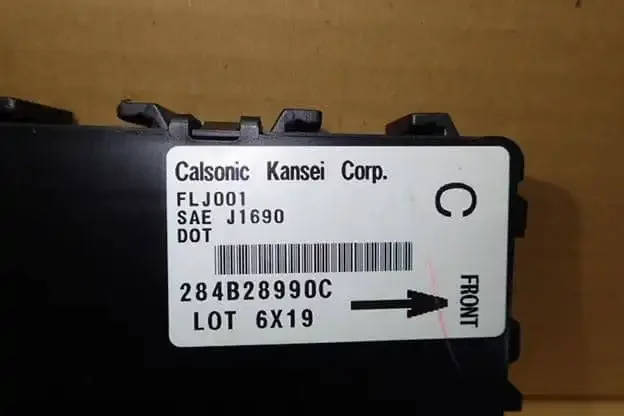 Calsonic Kansei Corp.
FLJ001
SAE J1690
DOT
C
284B28990C
LOT 6X19
FRONT